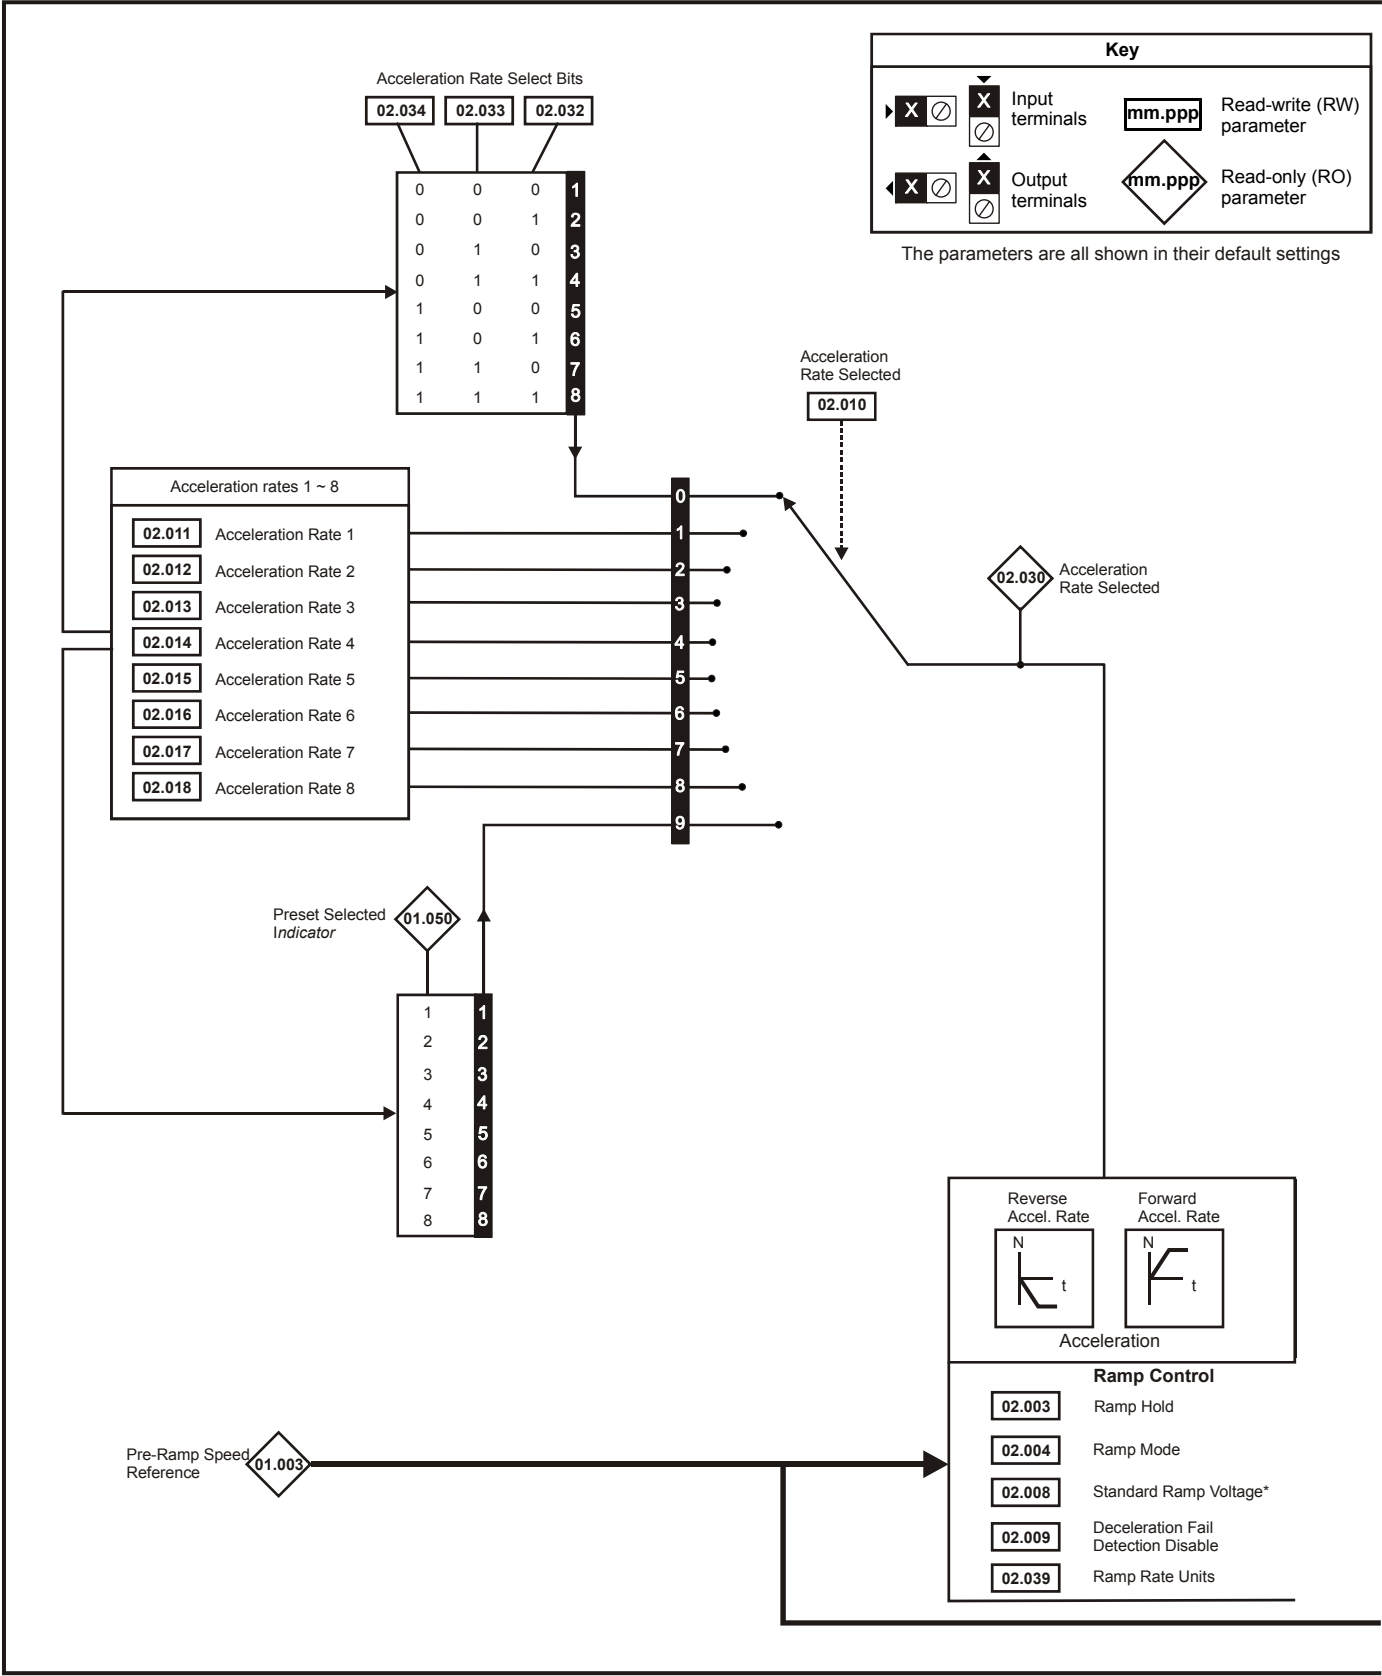 Key
X
Input
terminals
X
mm.ppp
Read-write (RW)
parameter
X
Output
terminals
X
mm.ppp
Read-only (RO)
parameter
The parameters are all shown in their default settings
Acceleration Rate Select Bits
02.034 02.033 02.032
0 0 0 1
0 0 1 2
0 1 0 3
0 1 1 4
1 0 0 5
1 0 1 6
1 1 0 7
1 1 1 8
Acceleration
Rate Selected
02.010
Acceleration rates 1 ~ 8
02.011 Acceleration Rate 1
02.012 Acceleration Rate 2
02.013 Acceleration Rate 3
02.014 Acceleration Rate 4
02.015 Acceleration Rate 5
02.016 Acceleration Rate 6
02.017 Acceleration Rate 7
02.018 Acceleration Rate 8
0
1
2
3
4
5
6
7
8
9
02.030
Acceleration
Rate Selected
Preset Selected
Indicator
01.050
1 1
2 2
3 3
4 4
5 5
6 6
7 7
8 8
Reverse
Accel. Rate
N
t
Forward
Accel. Rate
N
t
Acceleration
Ramp Control
02.003 Ramp Hold
02.004 Ramp Mode
02.008 Standard Ramp Voltage*
02.009 Deceleration Fail
Detection Disable
02.039 Ramp Rate Units
Pre-Ramp Speed
Reference
01.003